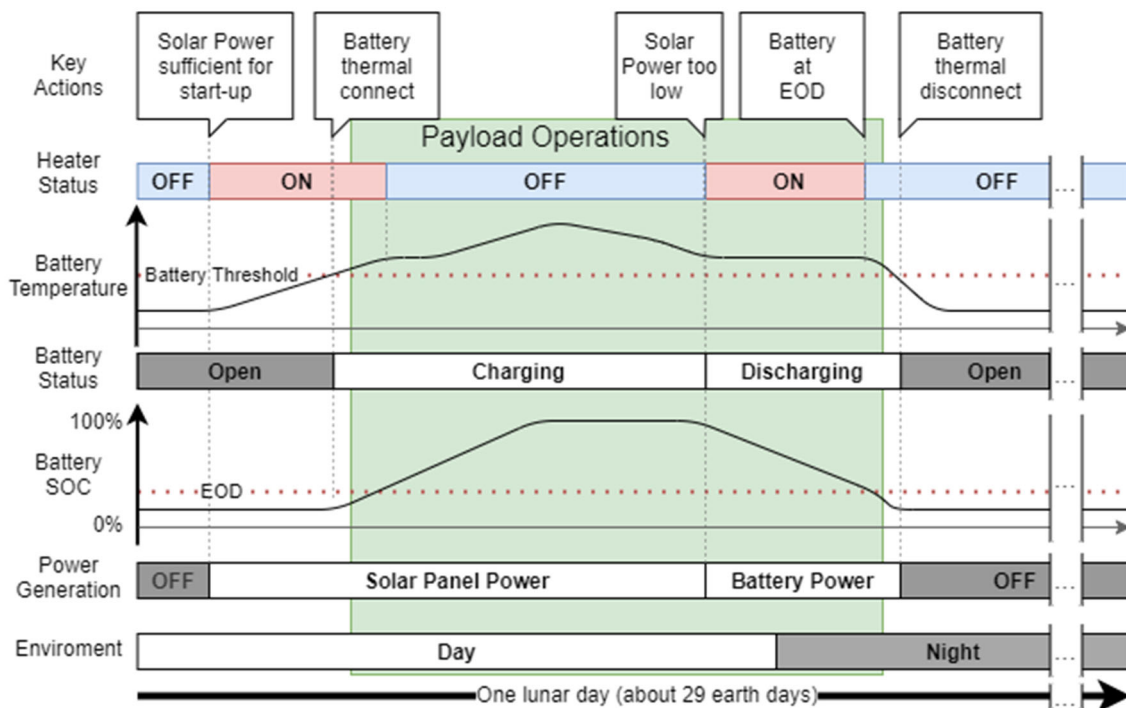 Key
Actions
Solar Power
sufficient for
start-up
Battery
thermal
connect
Solar
Power too
low
Battery
at
EOD
Battery
thermal
disconnect
Payload Operations
Heater
Status
OFF
ON
OFF
ON
OFF
...
Battery
Temperature
Battery Threshold
...
Battery
Status
Open
Charging
Discharging
Open
...
100%
Battery
SOC
EOD
0%
...
Power
Generation
OFF
Solar Panel Power
Battery Power
OFF
...
Enviroment
Day
Night
...
One lunar day (about 29 earth days)
...